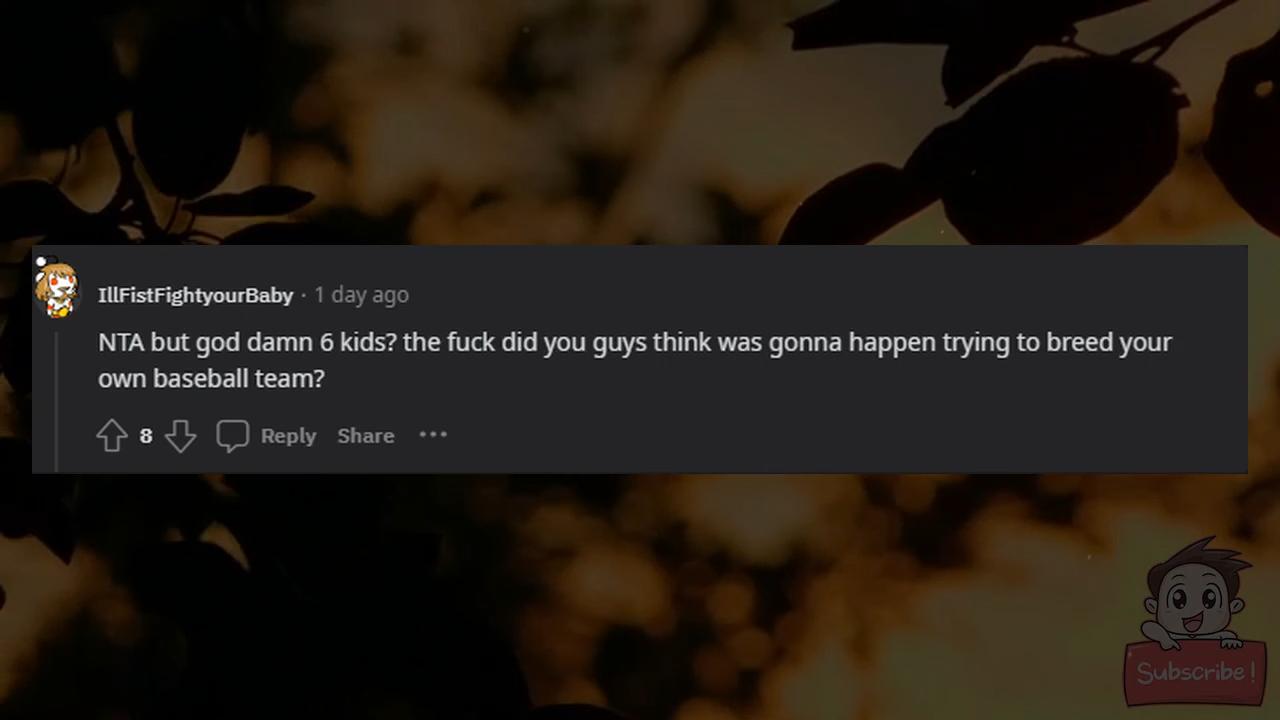 IllFistFightyourBaby · 1 day ago
NTA but god damn 6 kids? the fuck did you guys think was gonna happen trying to breed your
own baseball team?
8 Reply Share ···
Subscribe!